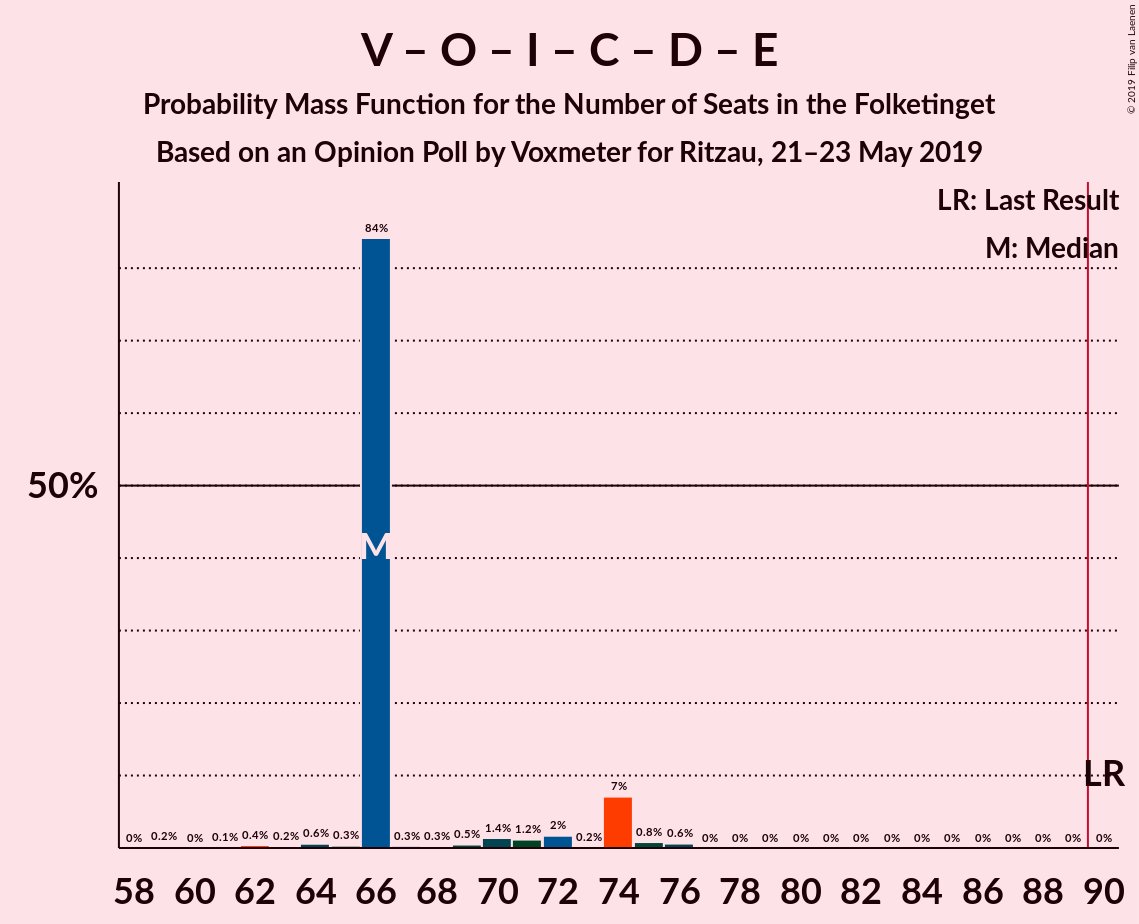 V – O – I – C – D – E
Probability Mass Function for the Number of Seats in the Folketinget
Based on an Opinion Poll by Voxmeter for Ritzau, 21–23 May 2019
© 2019 Filip van Laenen
LR: Last Result
M: Median
84%
50%
M
LR
7%
0% 0.2% 0% 0.1% 0.4% 0.2% 0.6% 0.3% 0.3% 0.3% 0.5% 1.4% 1.2% 2% 0.2% 0.8% 0.6% 0% 0% 0% 0% 0% 0% 0% 0% 0% 0% 0% 0% 0% 0%
58 60 62 64 66 68 70 72 74 76 78 80 82 84 86 88 90